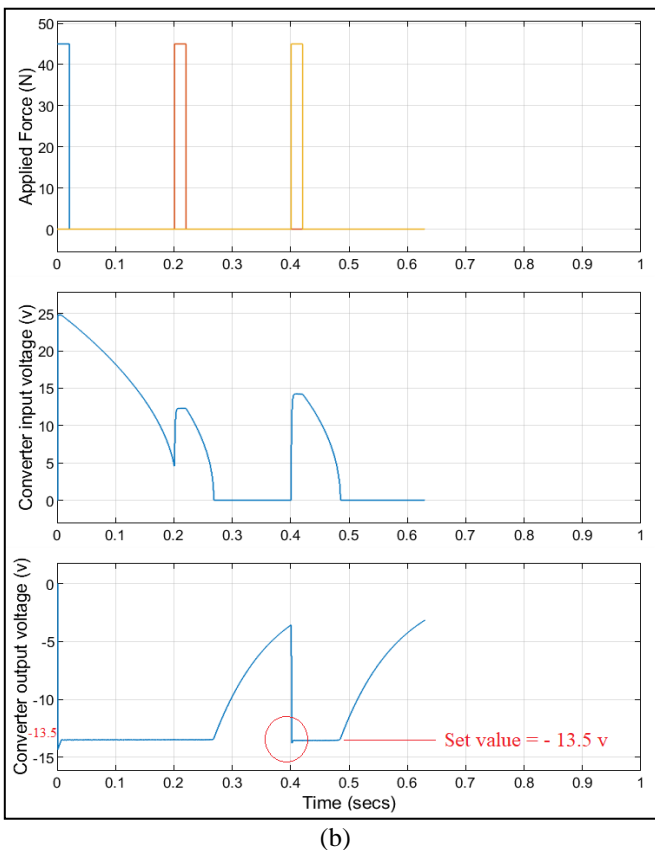 Applied Force (N)
50
40
30
20
10
0
0 0.1 0.2 0.3 0.4 0.5 0.6 0.7 0.8 0.9 1
Converter input voltage (v)
25
20
15
10
5
0
0 0.1 0.2 0.3 0.4 0.5 0.6 0.7 0.8 0.9 1
Converter output voltage (v)
0
-5
-10
-13.5
-15
Set value = - 13.5 v
0 0.1 0.2 0.3 0.4 0.5 0.6 0.7 0.8 0.9 1
Time (secs)
(b)